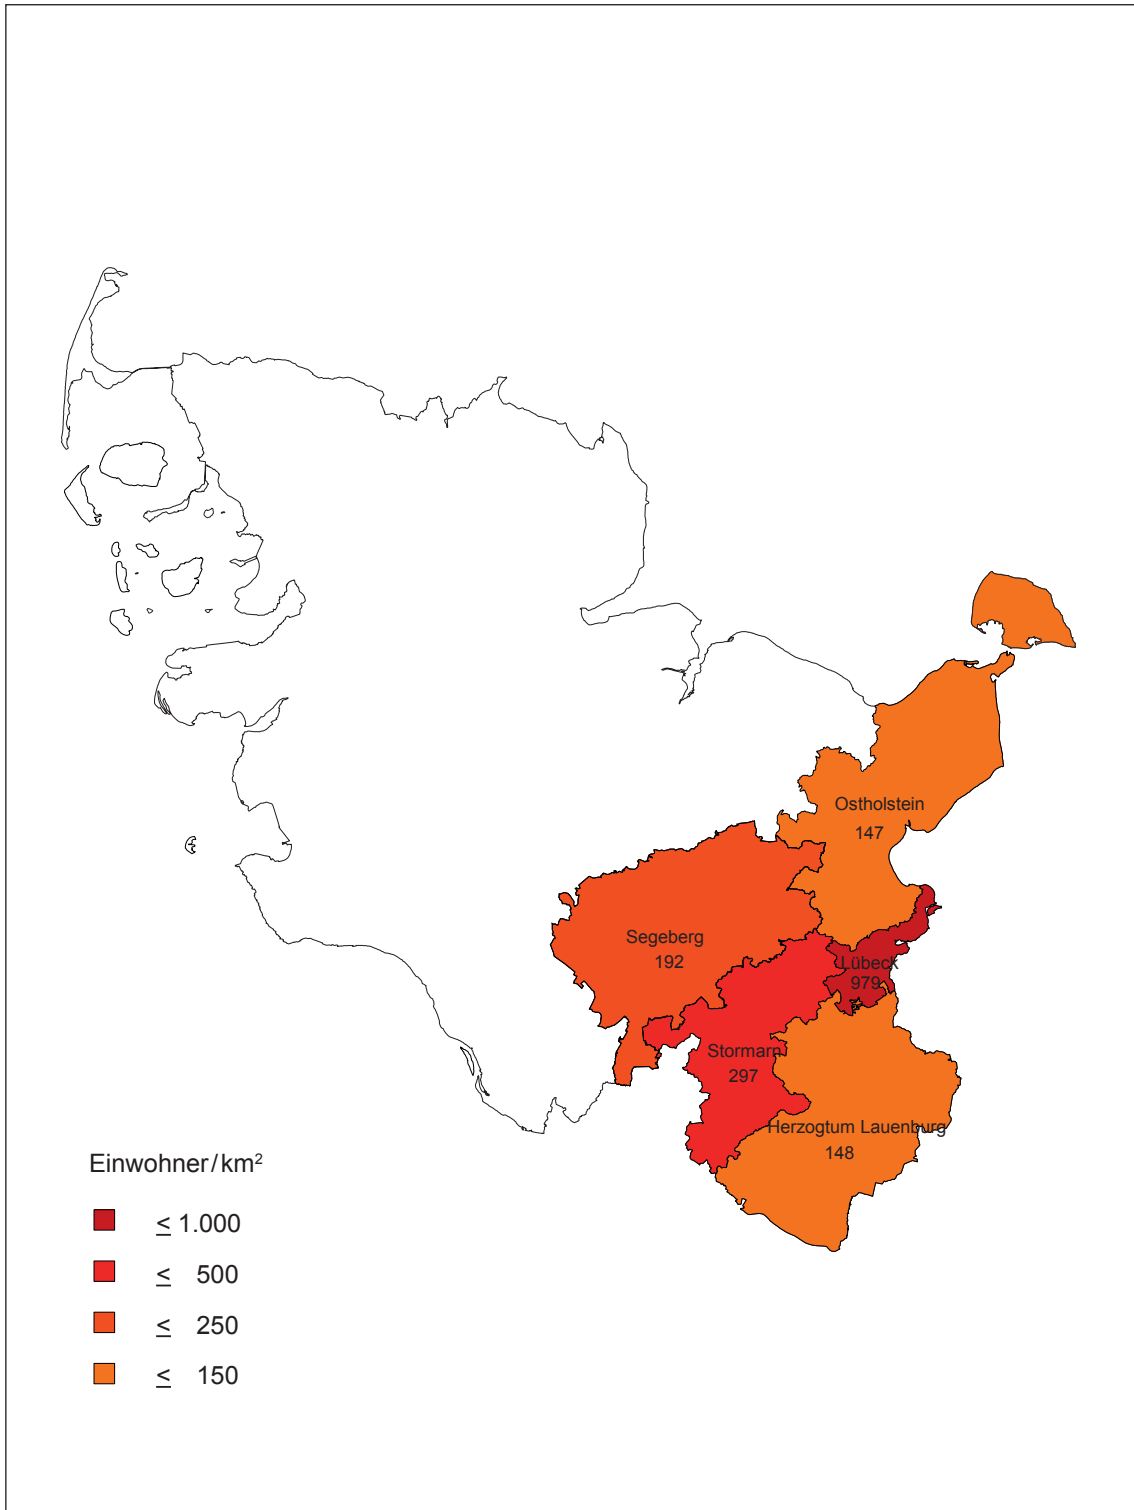 Ostholstein
147
Segeberg
192
Lübeck
979
Stormarn
297
Herzogtum Lauenburg
148
Einwohner/km²
≤ 1.000
≤ 500
≤ 250
≤ 150